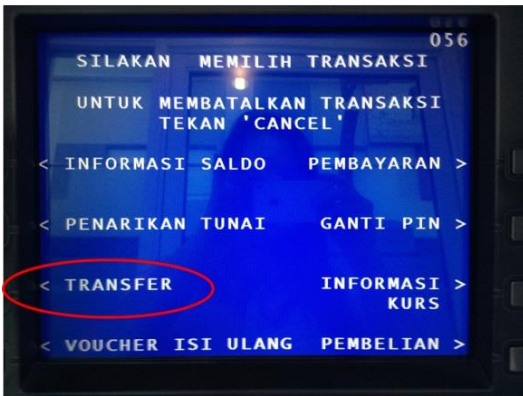 056
SILAKAN MEMILIH TRANSAKSI
UNTUK MEMBATALKAN TRANSAKSI
TEKAN 'CANCEL'
< INFORMASI SALDO PEMBAYARAN >
< PENARIKAN TUNAI GANTI PIN >
< TRANSFER INFORMASI >
KURS
< VOUCHER ISI ULANG PEMBELIAN >